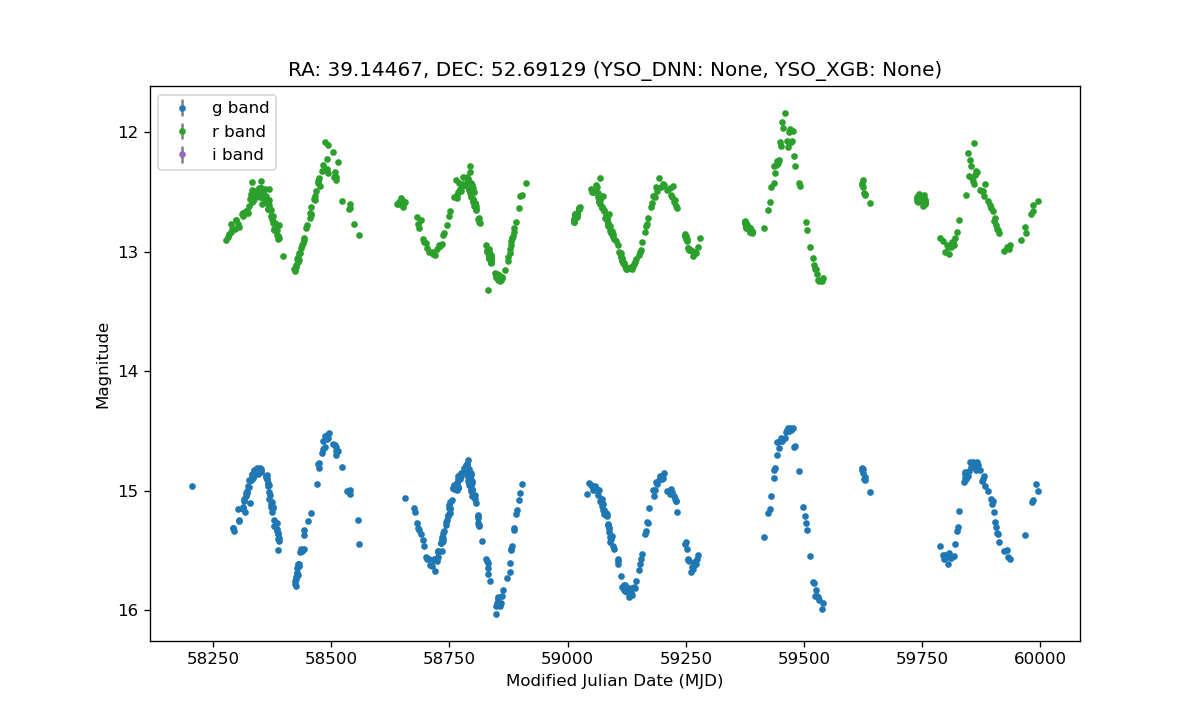 RA: 39.14467, DEC: 52.69129 (YSO_DNN: None, YSO_XGB: None)
g band
r band
i band
12
13
14
15
16
Magnitude
58250 58500 58750 59000 59250 59500 59750 60000
Modified Julian Date (MJD)